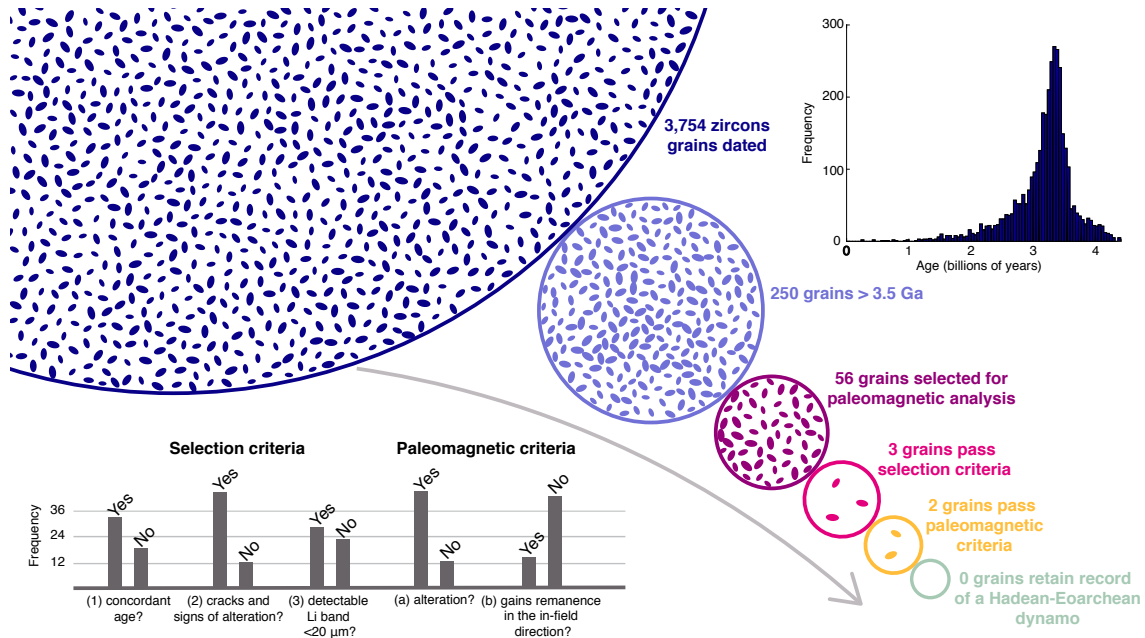 3,754 zircons
grains dated
300
200
100
0
Frequency
0 1 2 3 4
Age (billions of years)
250 grains > 3.5 Ga
56 grains selected for
paleomagnetic analysis
3 grains pass
selection criteria
2 grains pass
paleomagnetic
criteria
0 grains retain record
of a Hadean-Eoarchean
dynamo
Selection criteria
Paleomagnetic criteria
Frequency
36
24
12
Yes No
Yes No
Yes No
Yes No
Yes No
(1) concordant
age?
(2) cracks and
signs of alteration?
(3) detectable
Li band
<20 μm?
(a) alteration?
(b) gains remanence
in the in-field
direction?